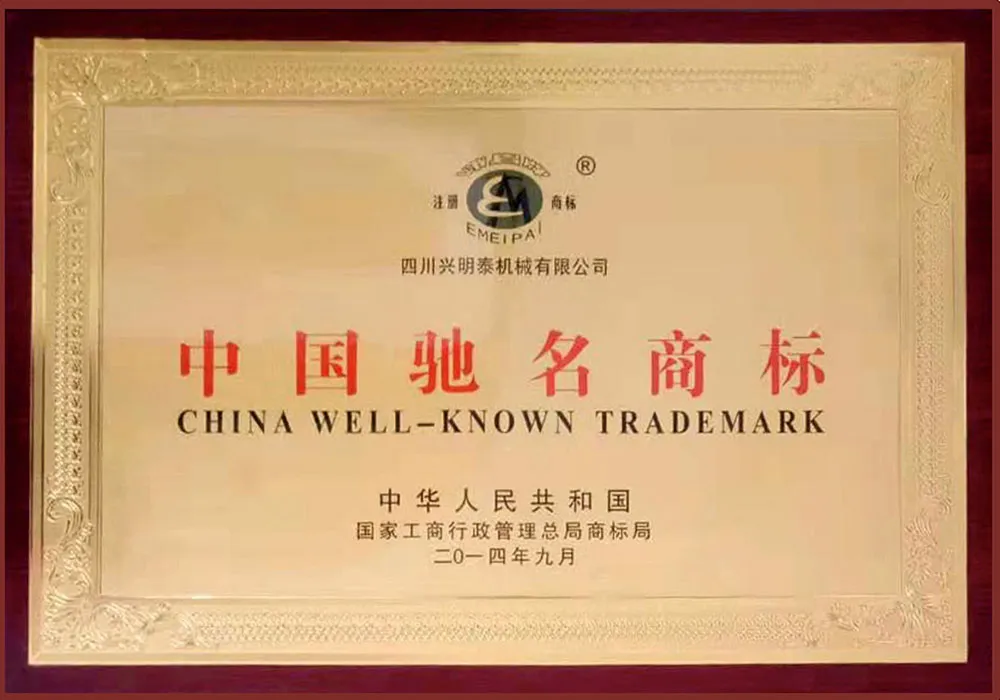 ®
注册 商标
EMEIPAI
四川兴明泰机械有限公司
中国驰名商标
CHINA WELL-KNOWN TRADEMARK
中华人民共和国
国家工商行政管理总局商标局
二〇一四年九月